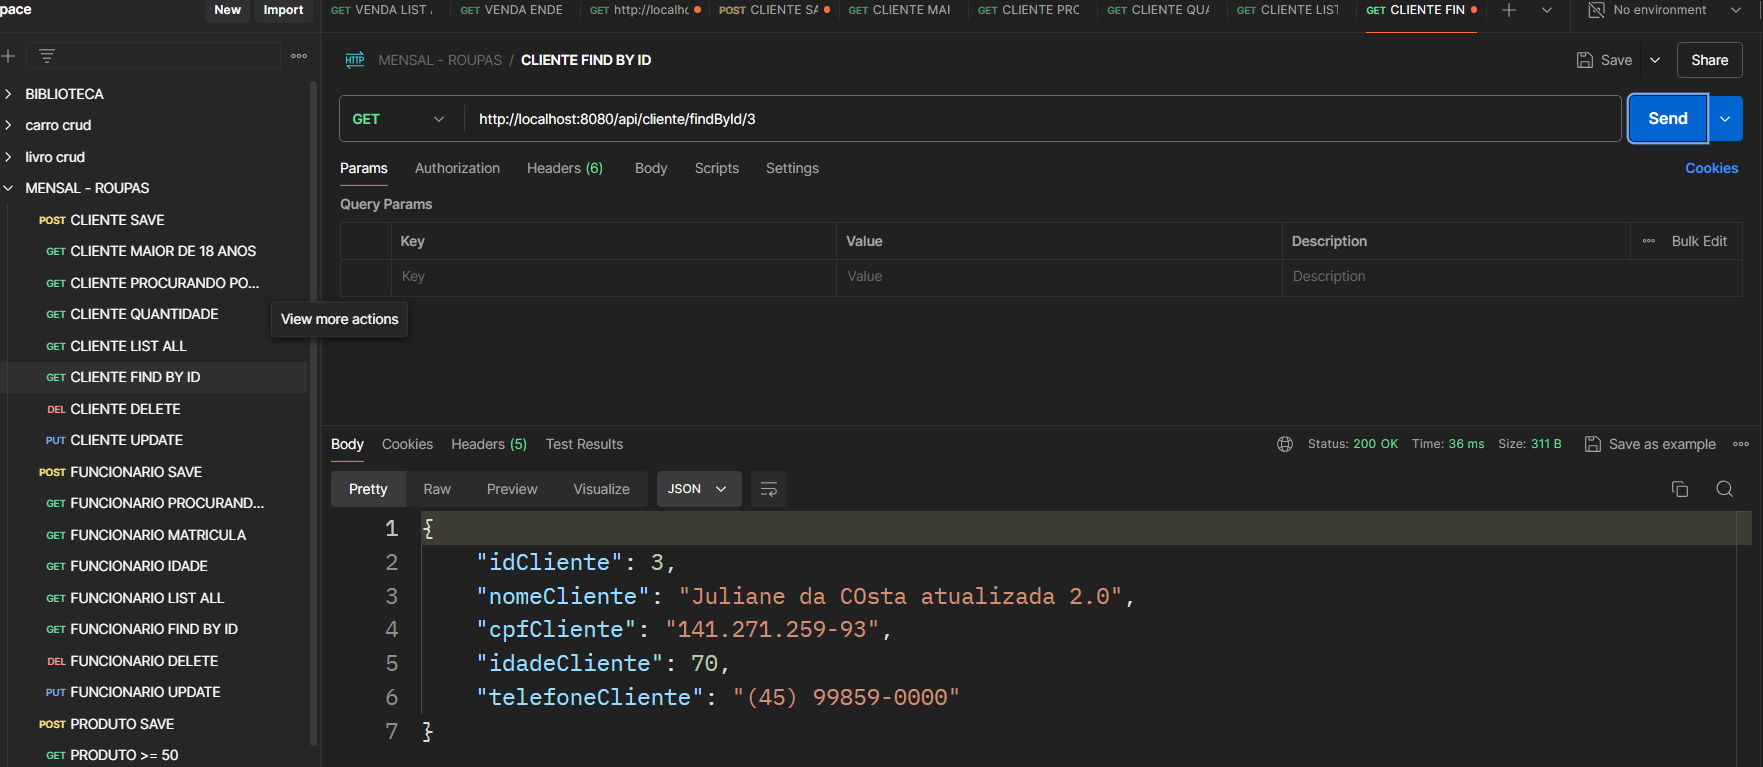 pace New Import GET VENDA LIST GET VENDA ENDE GET http://localho POST CLIENTE SA GET CLIENTE MAI GET CLIENTE PRO GET CLIENTE QUA GET CLIENTE LIST GET CLIENTE FIN No environment
HTTP MENSAL - ROUPAS / CLIENTE FIND BY ID Save Share
BIBLIOTECA
carro crud
livro crud
MENSAL - ROUPAS
POST CLIENTE SAVE
GET CLIENTE MAIOR DE 18 ANOS
GET CLIENTE PROCURANDO PO...
GET CLIENTE QUANTIDADE
View more actions
GET CLIENTE LIST ALL
GET CLIENTE FIND BY ID
DEL CLIENTE DELETE
PUT CLIENTE UPDATE
POST FUNCIONARIO SAVE
GET FUNCIONARIO PROCURAND...
GET FUNCIONARIO MATRICULA
GET FUNCIONARIO IDADE
GET FUNCIONARIO LIST ALL
GET FUNCIONARIO FIND BY ID
DEL FUNCIONARIO DELETE
PUT FUNCIONARIO UPDATE
POST PRODUTO SAVE
GET PRODUTO >= 50
GET http://localhost:8080/api/cliente/findById/3 Send
Params Authorization Headers (6) Body Scripts Settings Cookies
Query Params
Key Value Description Bulk Edit
Key Value Description
Body Cookies Headers (5) Test Results Status: 200 OK Time: 36 ms Size: 311 B Save as example
Pretty Raw Preview Visualize JSON
1 {
2 "idCliente": 3,
3 "nomeCliente": "Juliane da COsta atualizada 2.0",
4 "cpfCliente": "141.271.259-93",
5 "idadeCliente": 70,
6 "telefoneCliente": "(45) 99859-0000"
7 }